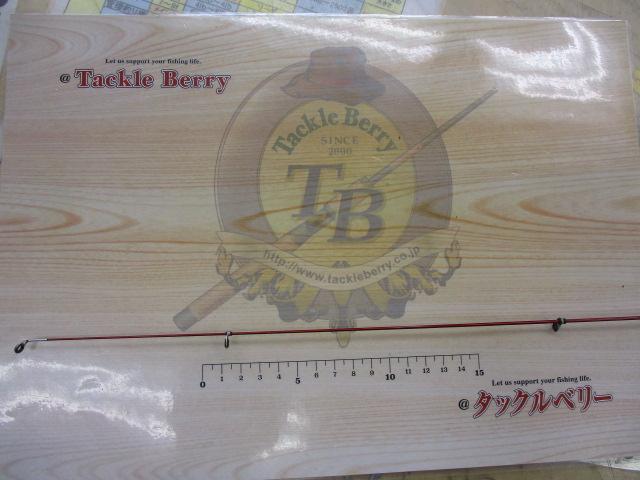 Let us support your fishing life.
@ Tackle Berry
Tackle Berry
SINCE
TB
http://www.tackleberry.co.jp
0 1 2 3 4 5 6 7 8 9 10 11 12 13 14 15
Let us support your fishing life.
@ タックルベリー